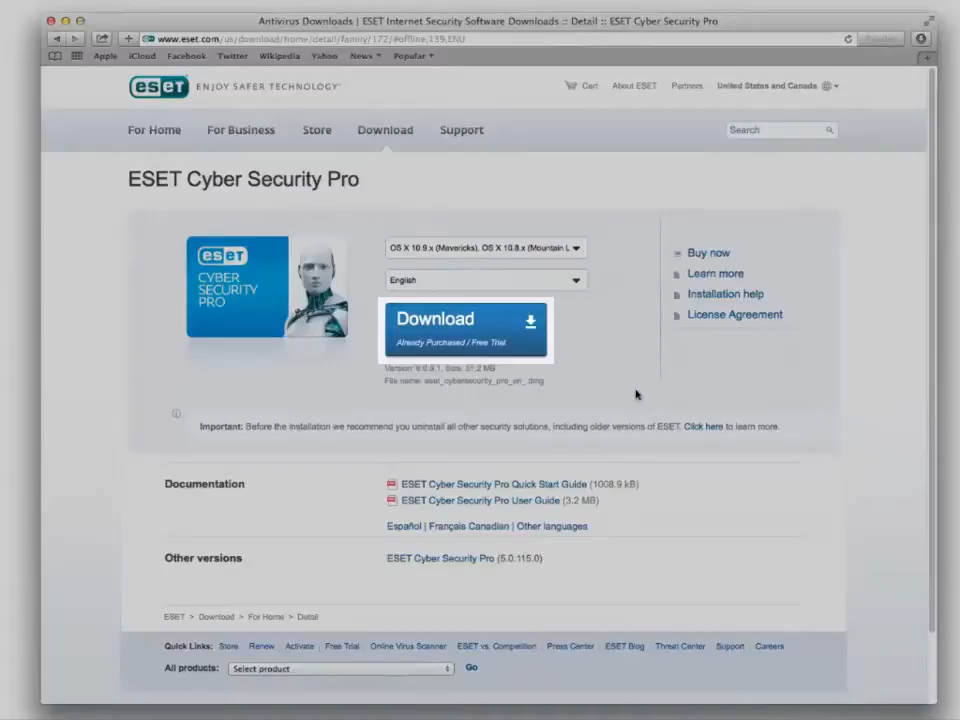 Antivirus Downloads | ESET Internet Security Software Downloads :: Detail :: ESET Cyber Security Pro
www.eset.com/us/download/home/detail/family/172/#offline,139,ENU
Apple iCloud Facebook Twitter Wikipedia Yahoo News Popular
eset ENJOY SAFER TECHNOLOGY™
Cart About ESET Partners United States and Canada
For Home For Business Store Download Support Search
ESET Cyber Security Pro
eset
CYBER
SECURITY
PRO
OS X 10.9.x (Mavericks), OS X 10.8.x (Mountain L
English
Download
Already Purchased / Free Trial
File name: eset_cybersecurity_pro_en_.dmg
Buy now
Learn more
Installation help
License Agreement
Important: Before the installation we recommend you uninstall all other security solutions, including older versions of ESET. Click here to learn more.
Documentation
ESET Cyber Security Pro Quick Start Guide (1008.9 kB)
ESET Cyber Security Pro User Guide (3.2 MB)
Español | Français Canadian | Other languages
Other versions
ESET Cyber Security Pro (5.0.115.0)
ESET > Download > For Home > Detail
Quick Links: Store Renew Activate Free Trial Online Virus Scanner ESET vs. Competition Press Center ESET Blog Threat Center Support Careers
All products: Select product Go